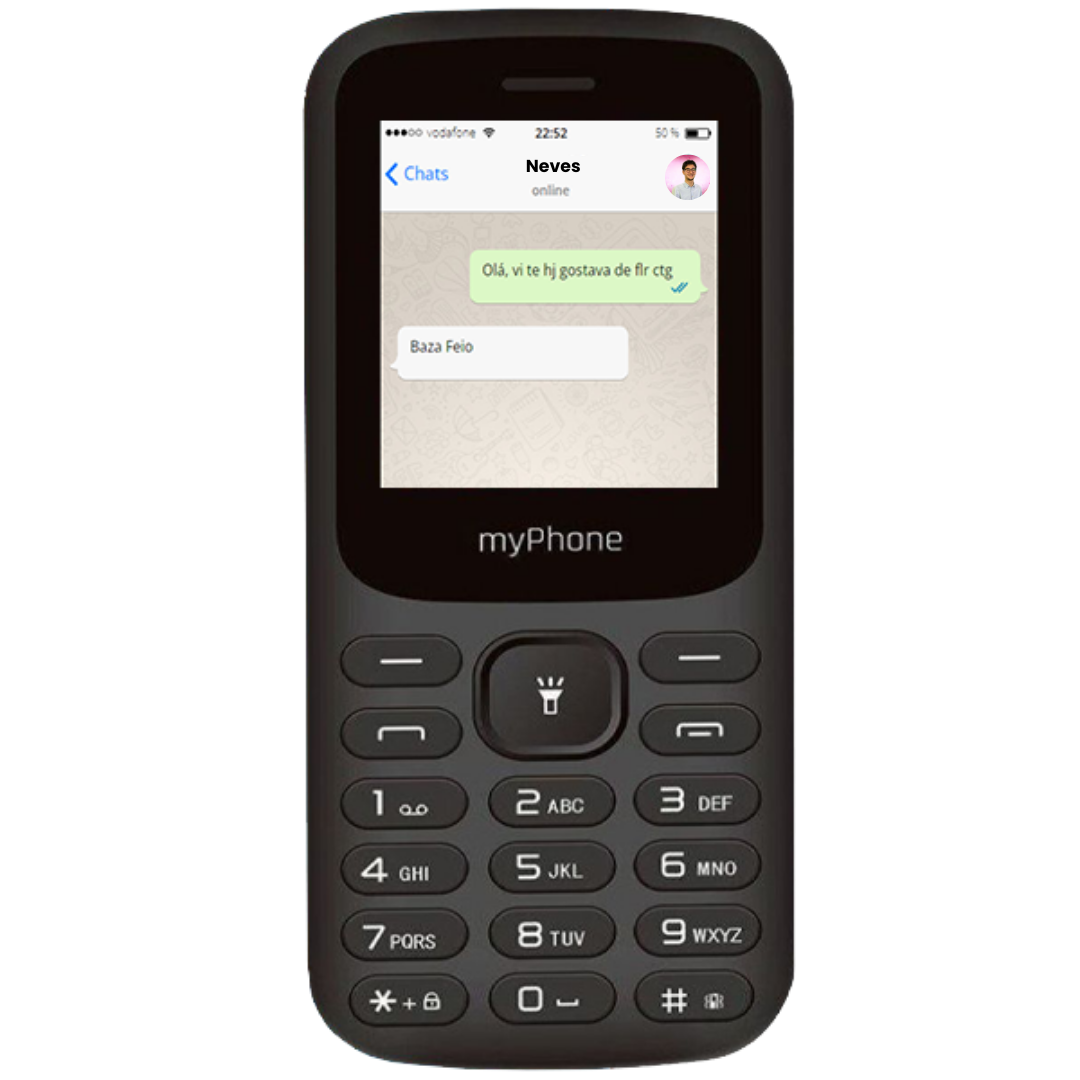 vodafone 22:52 50 %
Chats Neves
online
Olá, vi te hj gostava de flr ctg
Baza Feio
myPhone
1 2 ABC 3 DEF
4 GHI 5 JKL 6 MNO
7 PQRS 8 TUV 9 WXYZ
* + 0 #